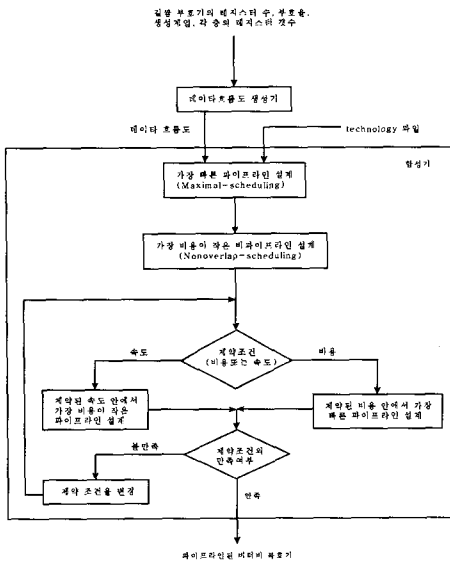 길쌈 부호기의 레지스터 수, 부호율,
생성계열, 각 층의 레지스터 갯수
데이타흐름도 생성기
데이타 흐름도
technology 파일
합성기
가장 빠른 파이프라인 설계
(Maximal-scheduling)
가장 비용이 작은 비파이프라인 설계
(Nonoverlap-scheduling)
제약조건
(비용또는 속도)
속도
비용
제약된 속도 안에서
가장 비용이 작은
파이프라인 설계
제약된 비용 안에서 가장
빠른 파이프라인 설계
제약조건의
만족여부
불만족
제약 조건을 변경
만족
파이프라인된 비터비 복호기